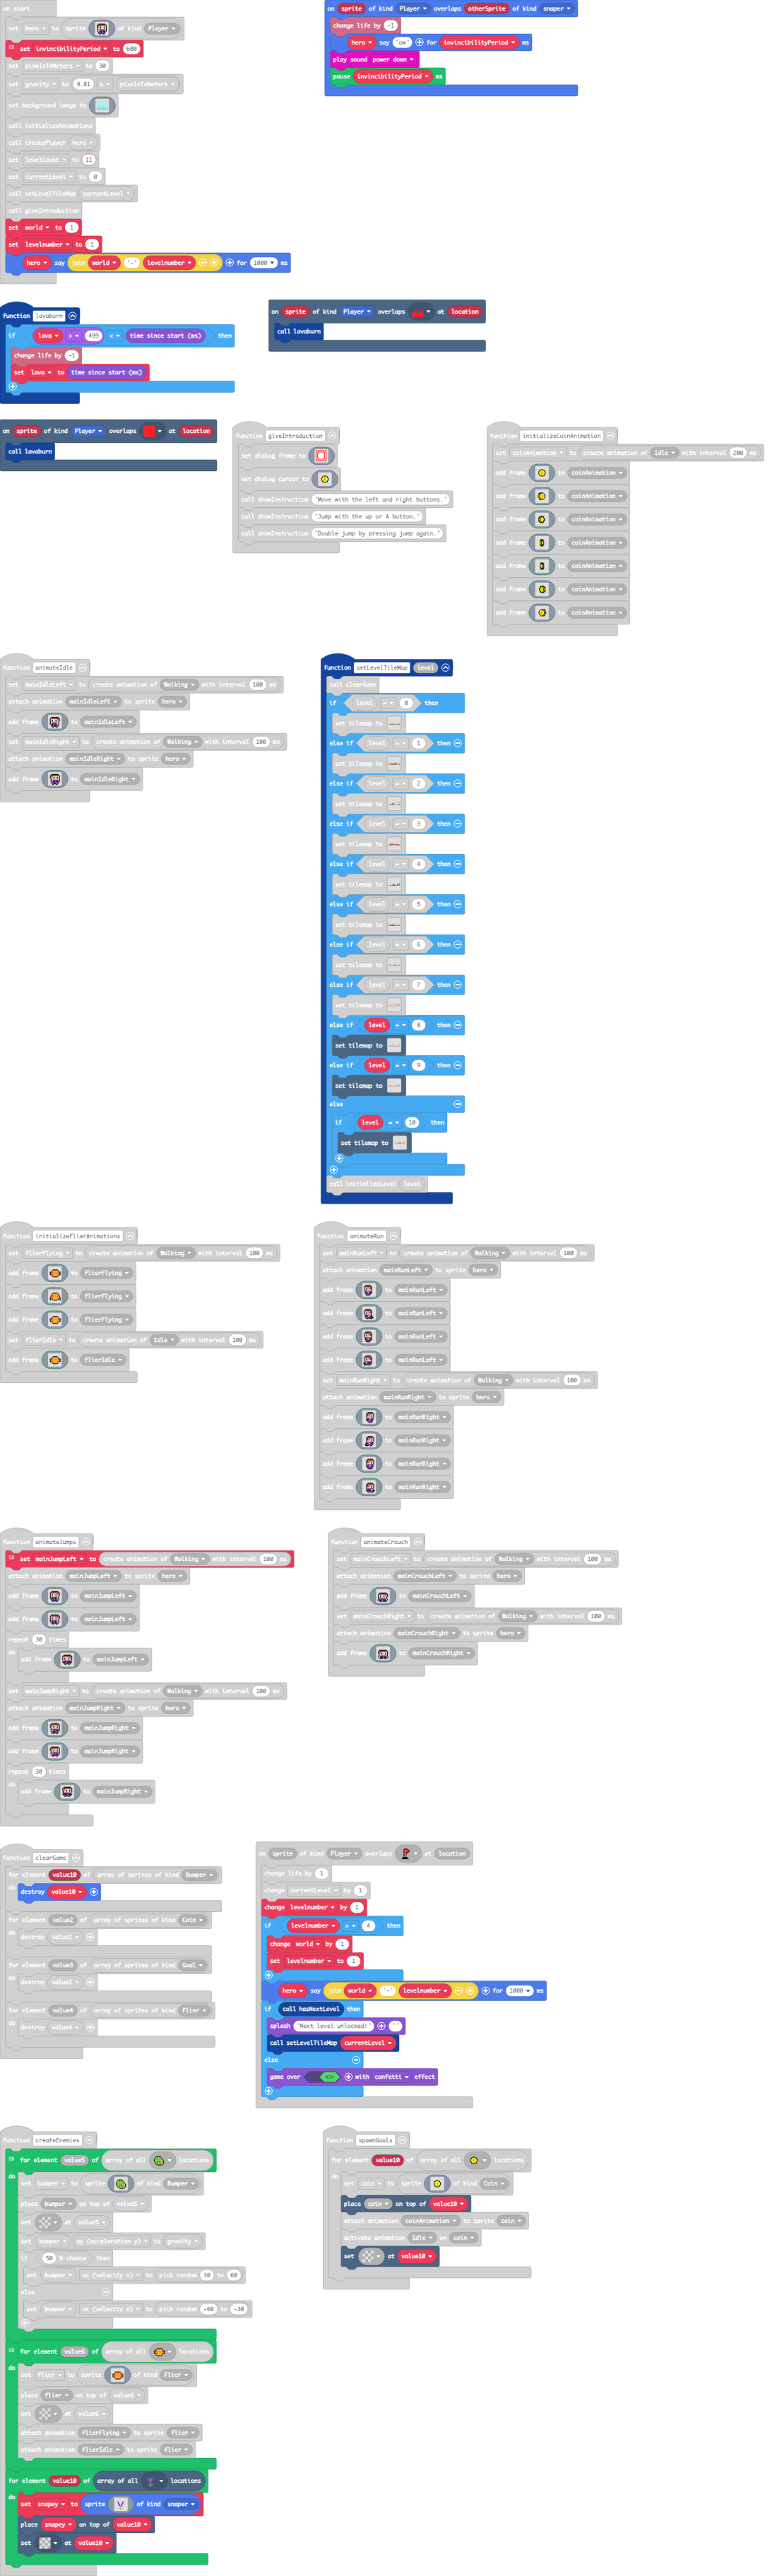 on start
set hero to sprite of kind Player
set invincibilityPeriod to 600
set pixelsToMeters to 30
set gravity to 9.81 x pixelsToMeters
set background image to
call initializeAnimations
call createPlayer hero
set levelCount to 11
set currentLevel to 0
call setLevelTileMap currentLevel
call giveIntroduction
set world to 1
set levelnumber to 1
hero say join world "-" levelnumber for 1000 ms
on sprite of kind Player overlaps otherSprite of kind snaper
change life by -1
hero say "ow" for invincibilityPeriod ms
play sound power down
pause invincibilityPeriod ms
function lavaburn
if lava + 499 < time since start (ms) then
change life by -1
set lava to time since start (ms)
on sprite of kind Player overlaps at location
call lavaburn
on sprite of kind Player overlaps at location
call lavaburn
function giveIntroduction
set dialog frame to
set dialog cursor to
call showInstruction "Move with the left and right buttons."
call showInstruction "Jump with the up or A button."
call showInstruction "Double jump by pressing jump again."
function initializeCoinAnimation
set coinAnimation to create animation of Idle with interval 200 ms
add frame to coinAnimation
add frame to coinAnimation
add frame to coinAnimation
add frame to coinAnimation
add frame to coinAnimation
add frame to coinAnimation
add frame to coinAnimation
function animateIdle
set mainIdleLeft to create animation of Walking with interval 100 ms
attach animation mainIdleLeft to sprite hero
add frame to mainIdleLeft
set mainIdleRight to create animation of Walking with interval 100 ms
attach animation mainIdleRight to sprite hero
add frame to mainIdleRight
function setLevelTileMap level
call clearGame
if level = 0 then
set tilemap to
else if level = 1 then
set tilemap to
else if level = 2 then
set tilemap to
else if level = 3 then
set tilemap to
else if level = 4 then
set tilemap to
else if level = 5 then
set tilemap to
else if level = 6 then
set tilemap to
else if level = 7 then
set tilemap to
else if level = 8 then
set tilemap to
else if level = 9 then
set tilemap to
else
if level = 10 then
set tilemap to
call initializeLevel level
function initializeFlierAnimations
set flierFlying to create animation of Walking with interval 100 ms
add frame to flierFlying
add frame to flierFlying
add frame to flierFlying
set flierIdle to create animation of Idle with interval 100 ms
add frame to flierIdle
function animateRun
set mainRunLeft to create animation of Walking with interval 100 ms
attach animation mainRunLeft to sprite hero
add frame to mainRunLeft
add frame to mainRunLeft
add frame to mainRunLeft
add frame to mainRunLeft
set mainRunRight to create animation of Walking with interval 100 ms
attach animation mainRunRight to sprite hero
add frame to mainRunRight
add frame to mainRunRight
add frame to mainRunRight
add frame to mainRunRight
function animateJumps
set mainJumpLeft to create animation of Walking with interval 100 ms
attach animation mainJumpLeft to sprite hero
add frame to mainJumpLeft
add frame to mainJumpLeft
repeat 30 times
do add frame to mainJumpLeft
set mainJumpRight to create animation of Walking with interval 100 ms
attach animation mainJumpRight to sprite hero
add frame to mainJumpRight
add frame to mainJumpRight
repeat 30 times
do add frame to mainJumpRight
function animateCrouch
set mainCrouchLeft to create animation of Walking with interval 100 ms
attach animation mainCrouchLeft to sprite hero
add frame to mainCrouchLeft
set mainCrouchRight to create animation of Walking with interval 100 ms
attach animation mainCrouchRight to sprite hero
add frame to mainCrouchRight
function clearGame
for element value10 of array of sprites of kind Bumper
do destroy value10
for element value2 of array of sprites of kind Coin
do destroy value2
for element value3 of array of sprites of kind Goal
do destroy value3
for element value4 of array of sprites of kind Flier
do destroy value4
on sprite of kind Player overlaps at location
change life by 1
change currentLevel by 1
change levelnumber by 1
if levelnumber > 4 then
change world by 1
set levelnumber to 1
hero say join world "-" levelnumber for 1000 ms
if call hasNextLevel then
splash "Next level unlocked!" " "
call setLevelTileMap currentLevel
else
game over WIN with confetti effect
function createEnemies
for element value5 of array of all locations
do set bumper to sprite of kind Bumper
place bumper on top of value5
set at value5
set bumper ay (acceleration y) to gravity
if 50 % chance then
set bumper vx (velocity x) to pick random 30 to 60
else
set bumper vx (velocity x) to pick random -60 to -30
for element value6 of array of all locations
do set flier to sprite of kind Flier
place flier on top of value6
set at value6
attach animation flierFlying to sprite flier
attach animation flierIdle to sprite flier
for element value10 of array of all locations
do set snapey to sprite of kind snaper
place snapey on top of value10
set at value10
function spawnGoals
for element value10 of array of all locations
do set coin to sprite of kind Coin
place coin on top of value10
attach animation coinAnimation to sprite coin
activate animation Idle on coin
set at value10